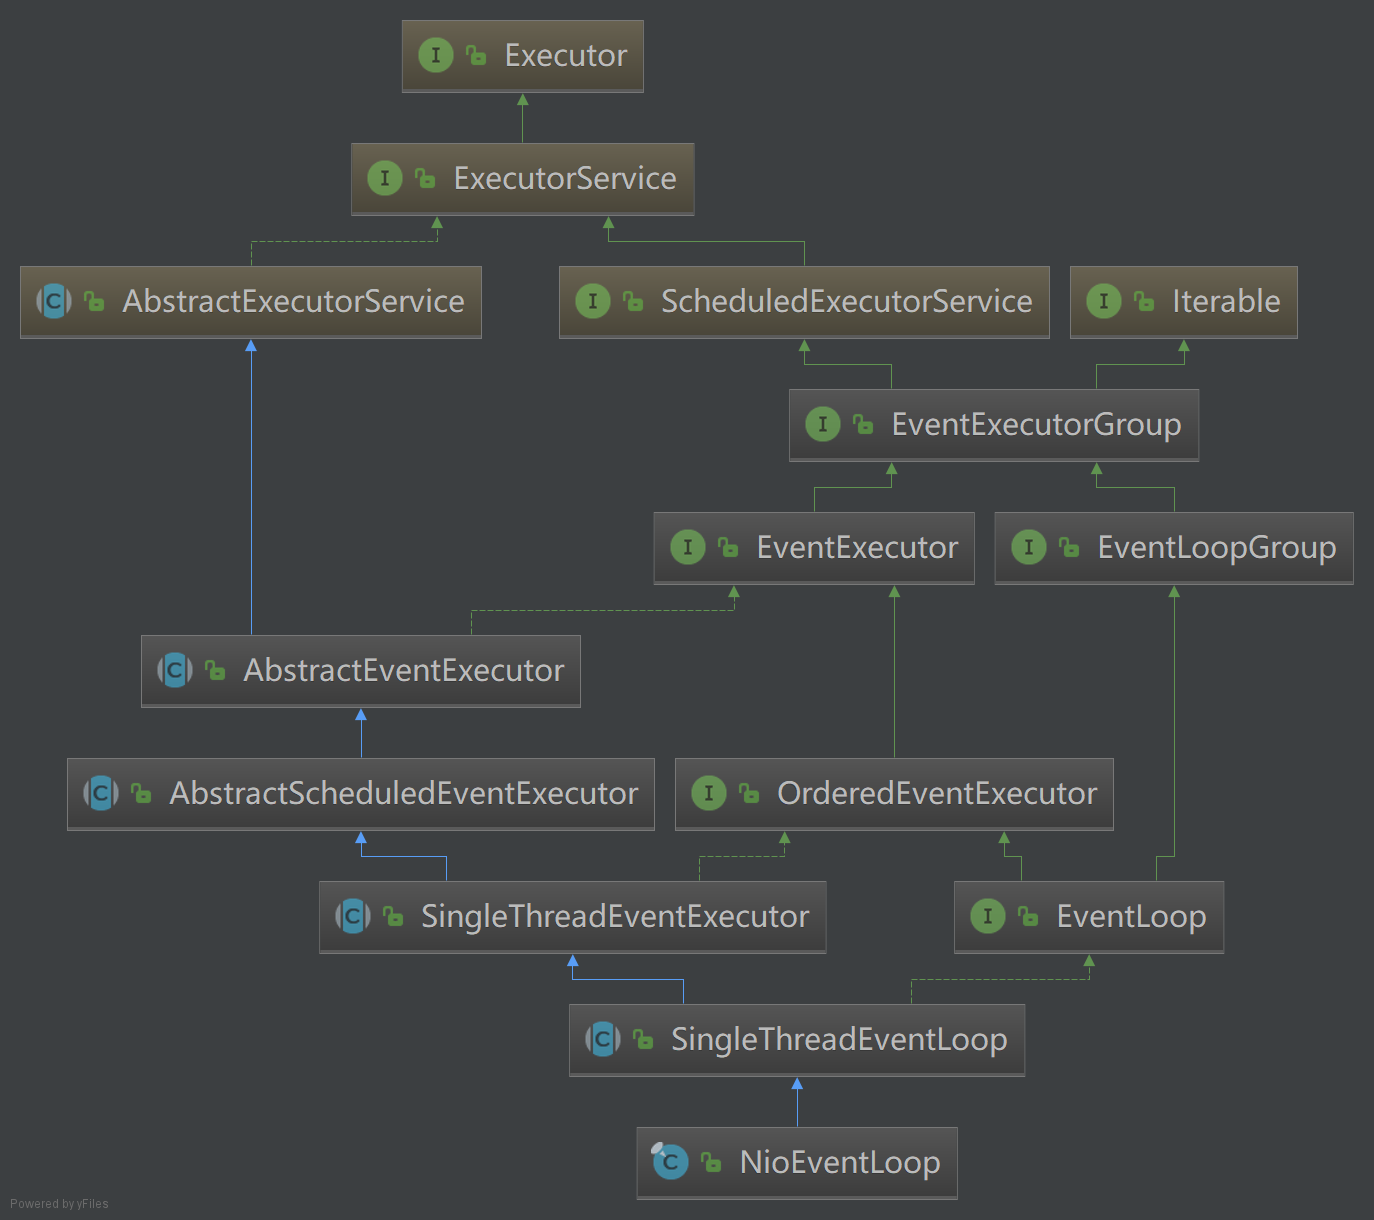 I Executor
I ExecutorService
C AbstractExecutorService
I ScheduledExecutorService
I Iterable
I EventExecutorGroup
I EventExecutor
I EventLoopGroup
C AbstractEventExecutor
C AbstractScheduledEventExecutor
I OrderedEventExecutor
C SingleThreadEventExecutor
I EventLoop
C SingleThreadEventLoop
C NioEventLoop
Powered by yFiles